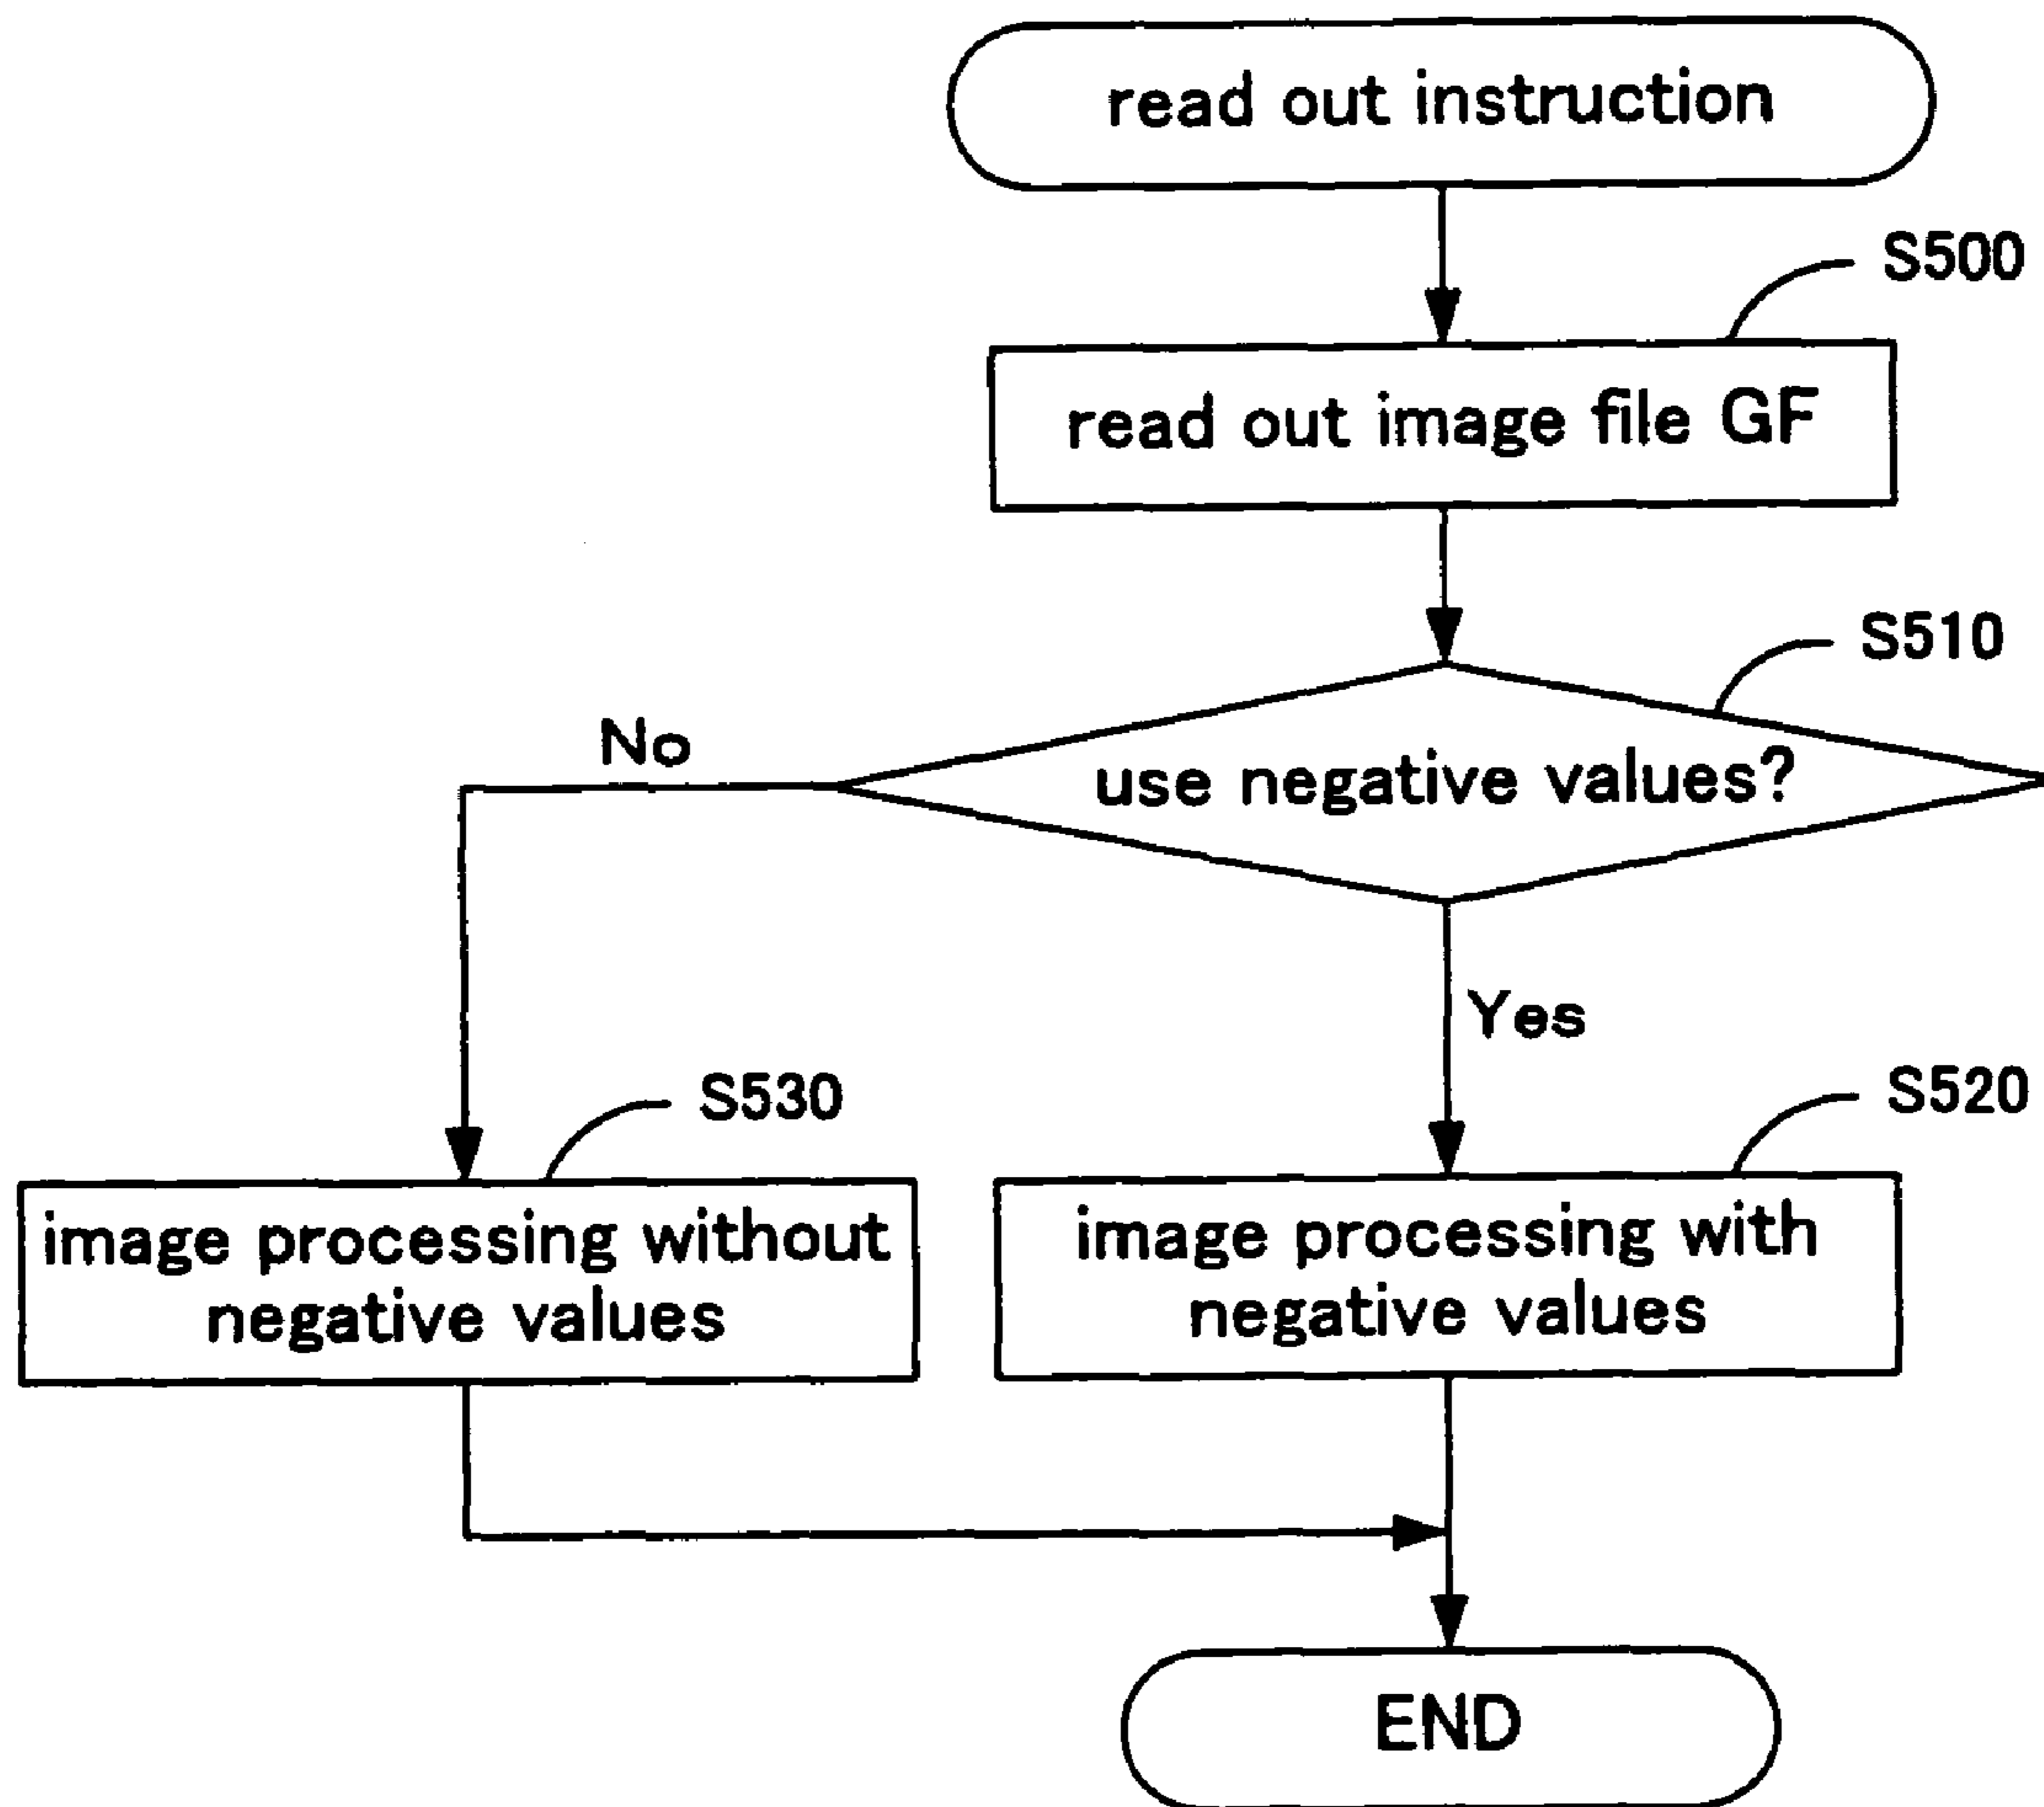 read out instruction
S500
read out image file GF
S510
No
use negative values?
Yes
S530
S520
image processing without
negative values
image processing with
negative values
END